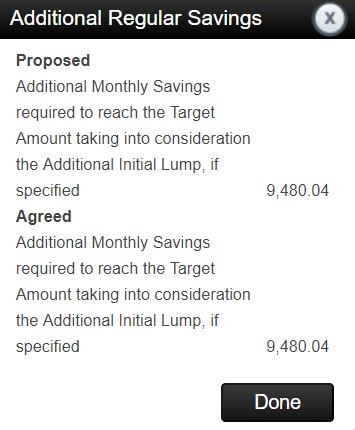 Additional Regular Savings X
Proposed
Additional Monthly Savings
required to reach the Target
Amount taking into consideration
the Additional Initial Lump, if
specified 9,480.04
Agreed
Additional Monthly Savings
required to reach the Target
Amount taking into consideration
the Additional Initial Lump, if
specified 9,480.04
Done